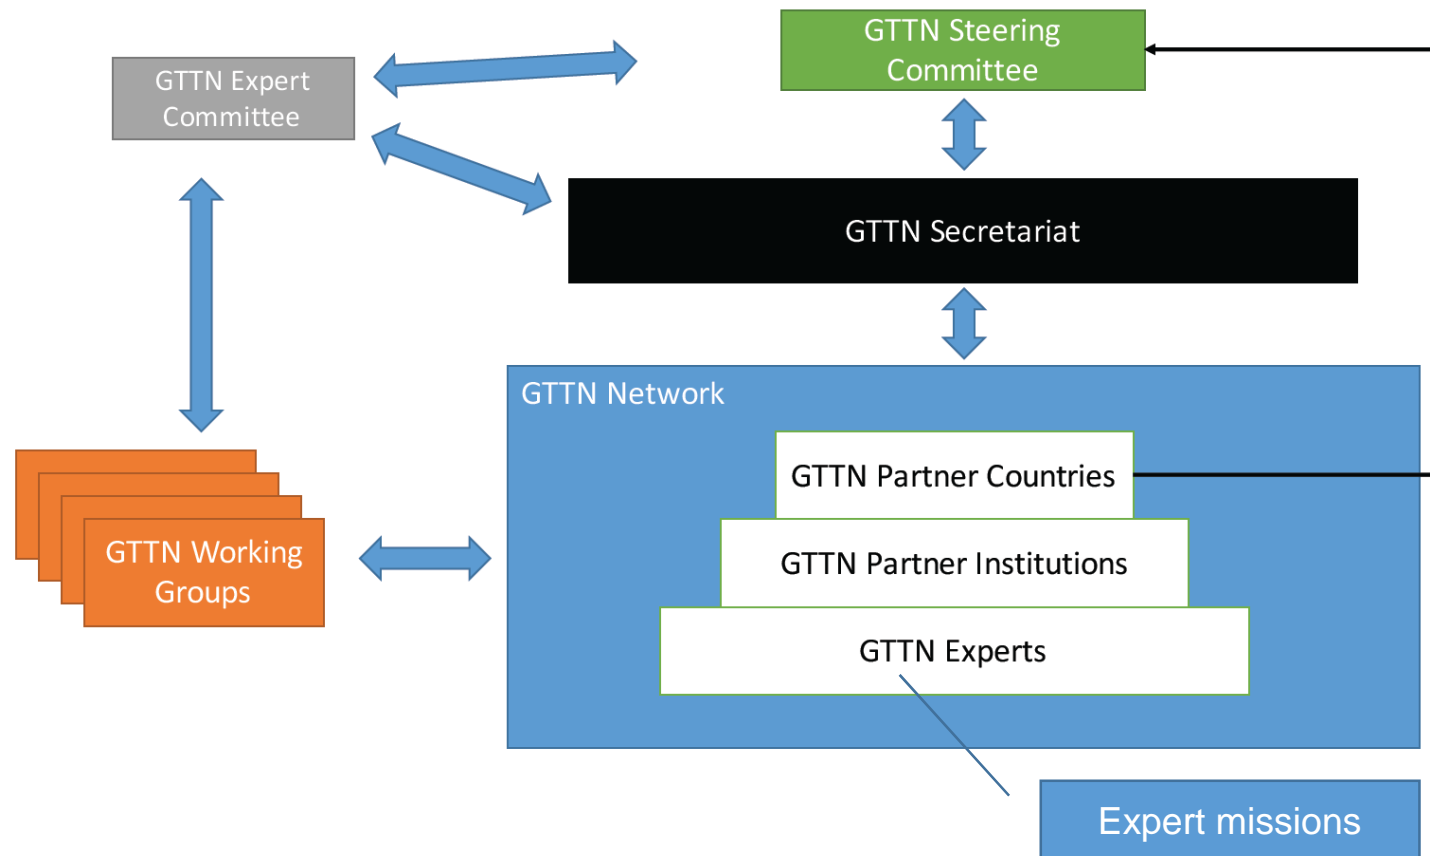 GTTN Steering
Committee
GTTN Expert
Committee
GTTN Secretariat
GTTN Network
GTTN Partner Countries
GTTN Working
Groups
GTTN Partner Institutions
GTTN Experts
Expert missions